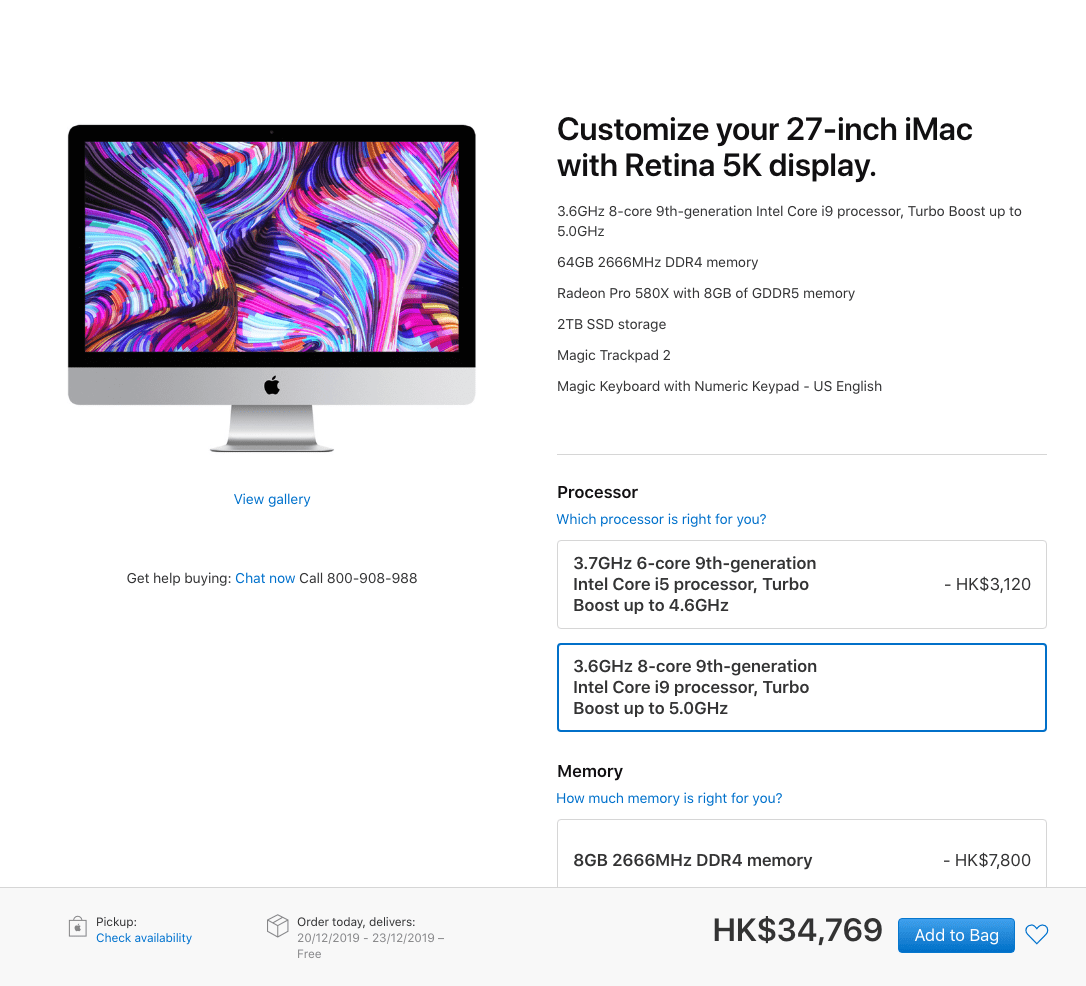 Customize your 27-inch iMac
with Retina 5K display.
3.6GHz 8-core 9th-generation Intel Core i9 processor, Turbo Boost up to
5.0GHz
64GB 2666MHz DDR4 memory
Radeon Pro 580X with 8GB of GDDR5 memory
2TB SSD storage
Magic Trackpad 2
Magic Keyboard with Numeric Keypad - US English
View gallery
Get help buying: Chat now Call 800-908-988
Processor
Which processor is right for you?
3.7GHz 6-core 9th-generation
Intel Core i5 processor, Turbo
Boost up to 4.6GHz
- HK$3,120
3.6GHz 8-core 9th-generation
Intel Core i9 processor, Turbo
Boost up to 5.0GHz
Memory
How much memory is right for you?
8GB 2666MHz DDR4 memory
- HK$7,800
Pickup:
Check availability
Order today, delivers:
20/12/2019 - 23/12/2019 –
Free
HK$34,769
Add to Bag